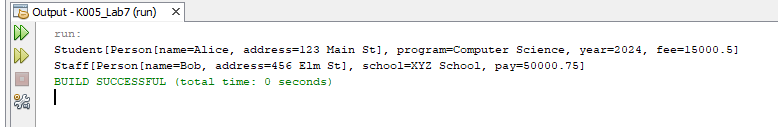 Output - K005_Lab7 (run)
run:
Student[Person[name=Alice, address=123 Main St], program=Computer Science, year=2024, fee=15000.5]
Staff[Person[name=Bob, address=456 Elm St], school=XYZ School, pay=50000.75]
BUILD SUCCESSFUL (total time: 0 seconds)